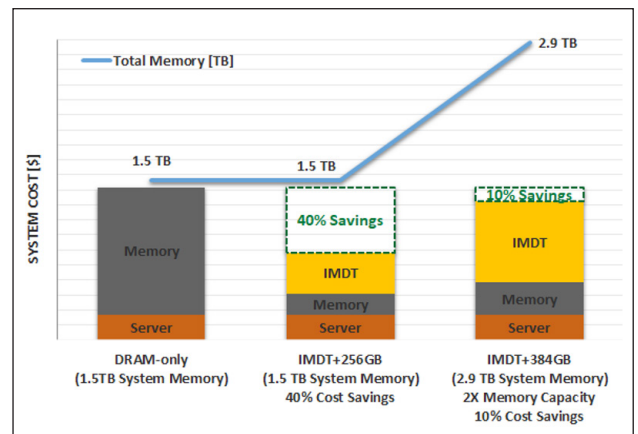 Total Memory [TB]
2.9 TB
1.5 TB
1.5 TB
SYSTEM COST [$]
40% Savings
10% Savings
Memory
IMDT
IMDT
Memory
Memory
Server
Server
Server
DRAM-only
(1.5TB System Memory)
IMDT+256GB
(1.5 TB System Memory)
40% Cost Savings
IMDT+384GB
(2.9 TB System Memory)
2X Memory Capacity
10% Cost Savings